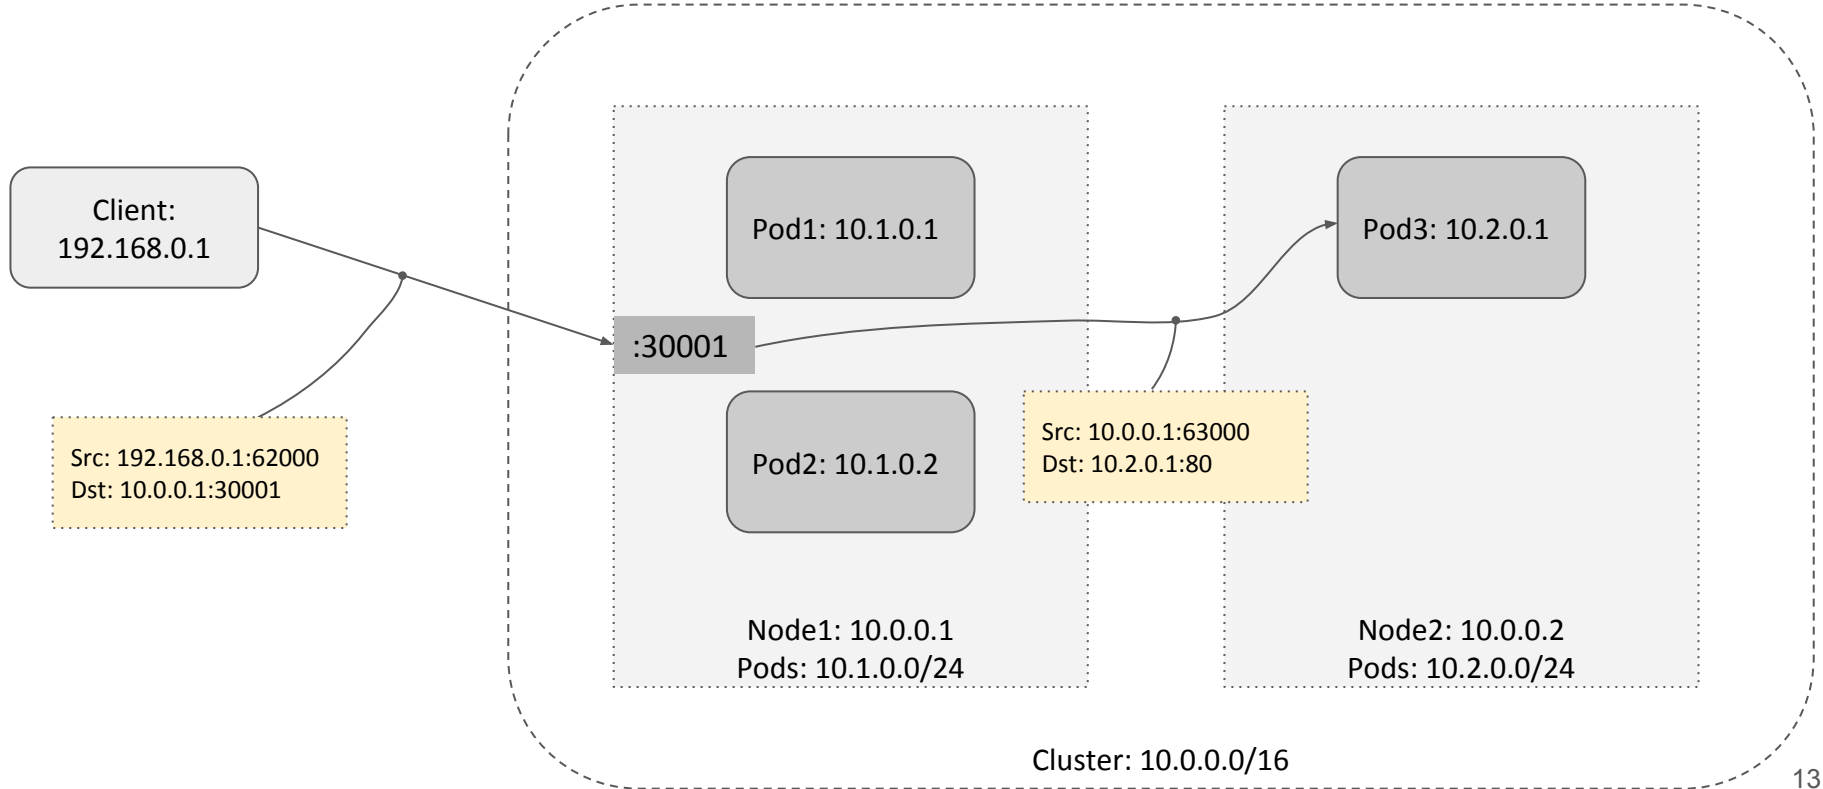 Client:
192.168.0.1
Src: 192.168.0.1:62000
Dst: 10.0.0.1:30001
Pod1: 10.1.0.1
:30001
Pod2: 10.1.0.2
Node1: 10.0.0.1
Pods: 10.1.0.0/24
Src: 10.0.0.1:63000
Dst: 10.2.0.1:80
Pod3: 10.2.0.1
Node2: 10.0.0.2
Pods: 10.2.0.0/24
Cluster: 10.0.0.0/16
13